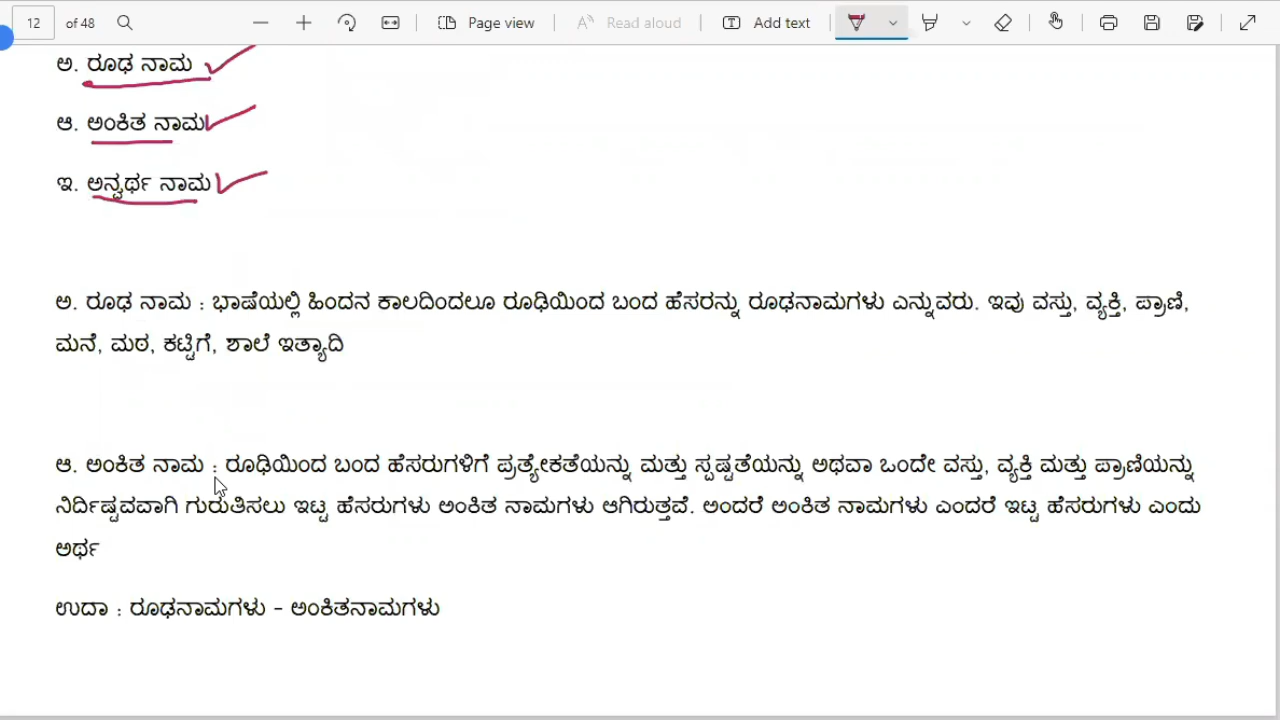 12 of 48 Page view Read aloud Add text
ಅ. ರೂಢ ನಾಮ
ಆ. ಅಂಕಿತ ನಾಮ
ಇ. ಅನ್ವರ್ಥ ನಾಮ
ಅ. ರೂಢ ನಾಮ : ಭಾಷೆಯಲ್ಲಿ ಹಿಂದನ ಕಾಲದಿಂದಲೂ ರೂಢಿಯಿಂದ ಬಂದ ಹೆಸರನ್ನು ರೂಢನಾಮಗಳು ಎನ್ನುವರು. ಇವು ವಸ್ತು, ವ್ಯಕ್ತಿ, ಪ್ರಾಣಿ,
ಮನೆ, ಮಠ, ಕಟ್ಟಿಗೆ, ಶಾಲೆ ಇತ್ಯಾದಿ
ಆ. ಅಂಕಿತ ನಾಮ : ರೂಢಿಯಿಂದ ಬಂದ ಹೆಸರುಗಳಿಗೆ ಪ್ರತ್ಯೇಕತೆಯನ್ನು ಮತ್ತು ಸ್ಪಷ್ಟತೆಯನ್ನು ಅಥವಾ ಒಂದೇ ವಸ್ತು, ವ್ಯಕ್ತಿ ಮತ್ತು ಪ್ರಾಣಿಯನ್ನು
ನಿರ್ದಿಷ್ಟವವಾಗಿ ಗುರುತಿಸಲು ಇಟ್ಟ ಹೆಸರುಗಳು ಅಂಕಿತ ನಾಮಗಳು ಆಗಿರುತ್ತವೆ. ಅಂದರೆ ಅಂಕಿತ ನಾಮಗಳು ಎಂದರೆ ಇಟ್ಟ ಹೆಸರುಗಳು ಎಂದು
ಅರ್ಥ
ಉದಾ : ರೂಢನಾಮಗಳು - ಅಂಕಿತನಾಮಗಳು